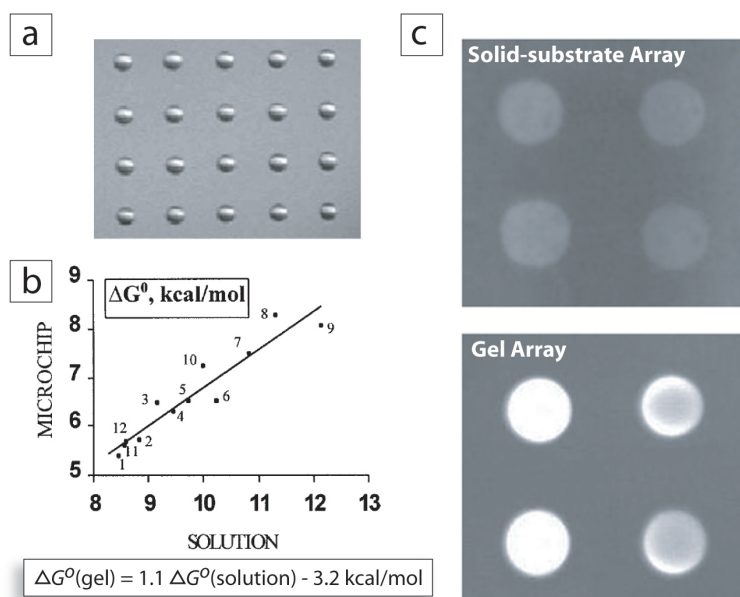 a
b
ΔG⁰, kcal/mol
MICROCHIP
9
8
7
6
5
8
9
10
11
12
13
1
2
3
4
5
6
7
8
9
10
11
12
SOLUTION
ΔGᴼ(gel) = 1.1 ΔGᴼ(solution) - 3.2 kcal/mol
c
Solid-substrate Array
Gel Array